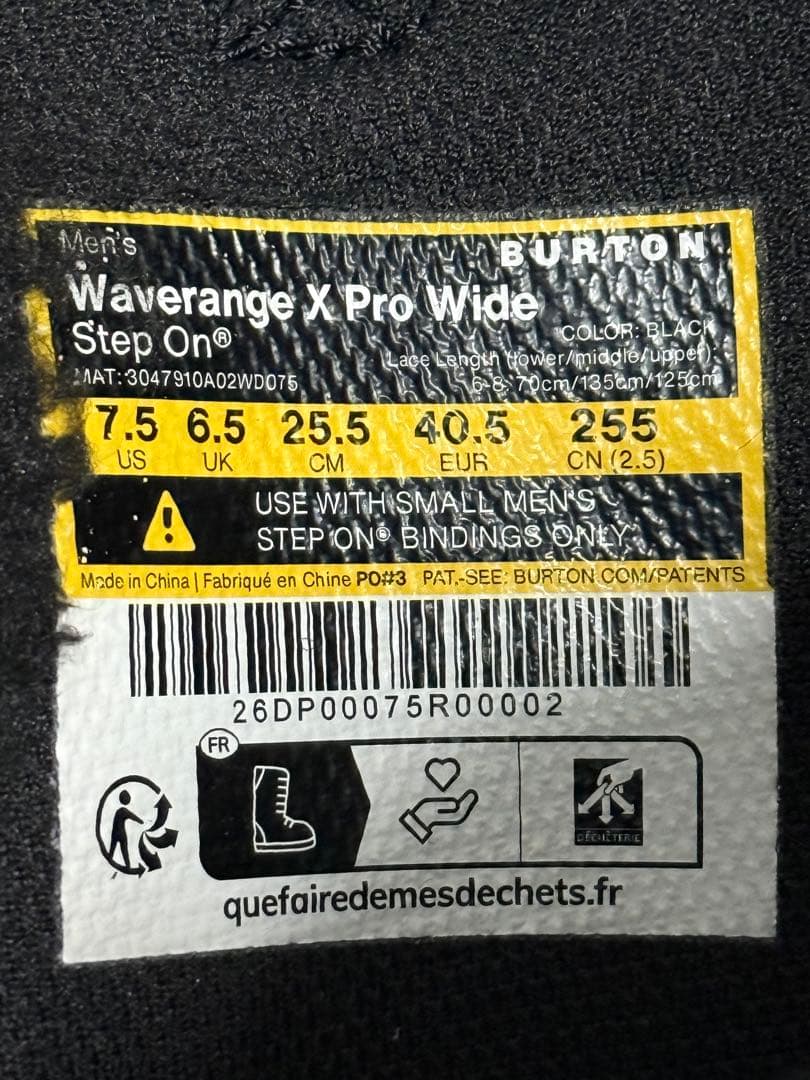 Men's
BURTON
Waverange X Pro Wide
Step On®
COLOR: BLACK
Lace Length (lower/middle/upper):
MAT:3047910A02WD075
6-8: 70cm/135cm/125cm
7.5 6.5 25.5 40.5 255
US UK CM EUR CN (2.5)
USE WITH SMALL MEN'S
STEP ON® BINDINGS ONLY
Made in China | Fabriqué en Chine PO#3 PAT.-SEE: BURTON.COM/PATENTS
26DP00075R00002
FR
DÉCHÈTERIE
quefairedemesdechets.fr